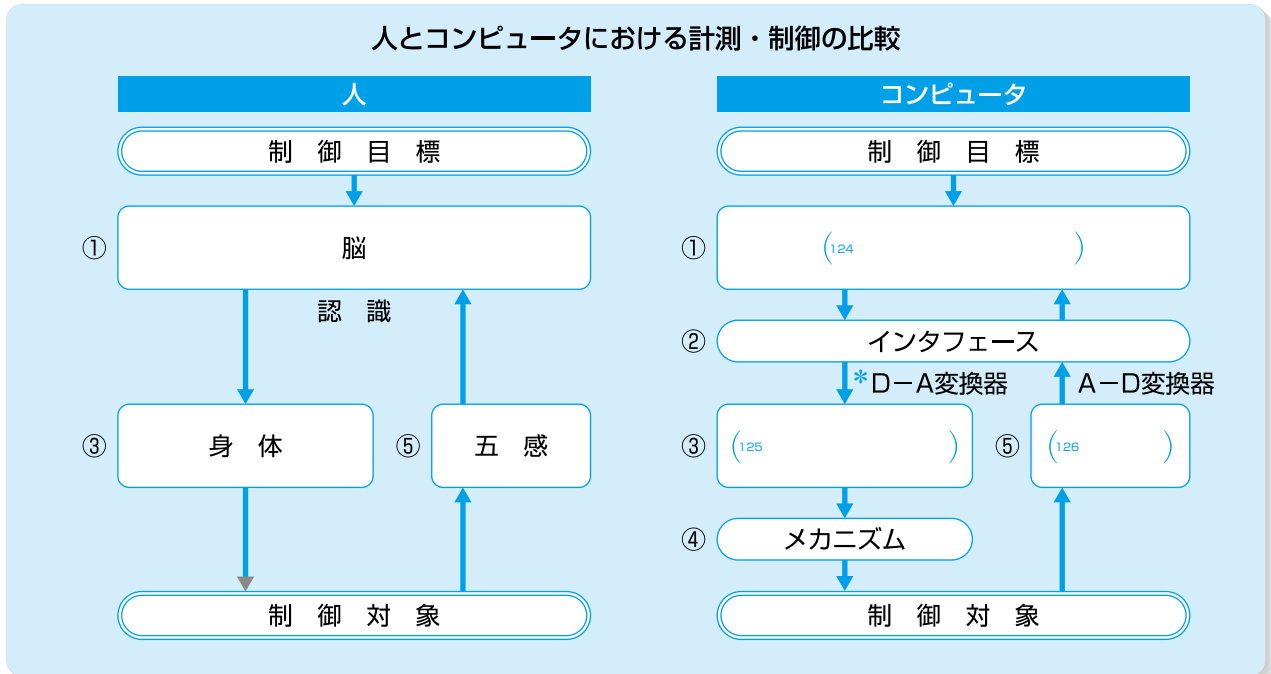 人とコンピュータにおける計測・制御の比較
人
制 御 目 標
① 脳
認 識
③ 身 体
⑤ 五 感
制 御 対 象
コンピュータ
制 御 目 標
① (124 )
② インタフェース
*D－A変換器
A－D変換器
③ (125 )
⑤ (126 )
④ メカニズム
制 御 対 象